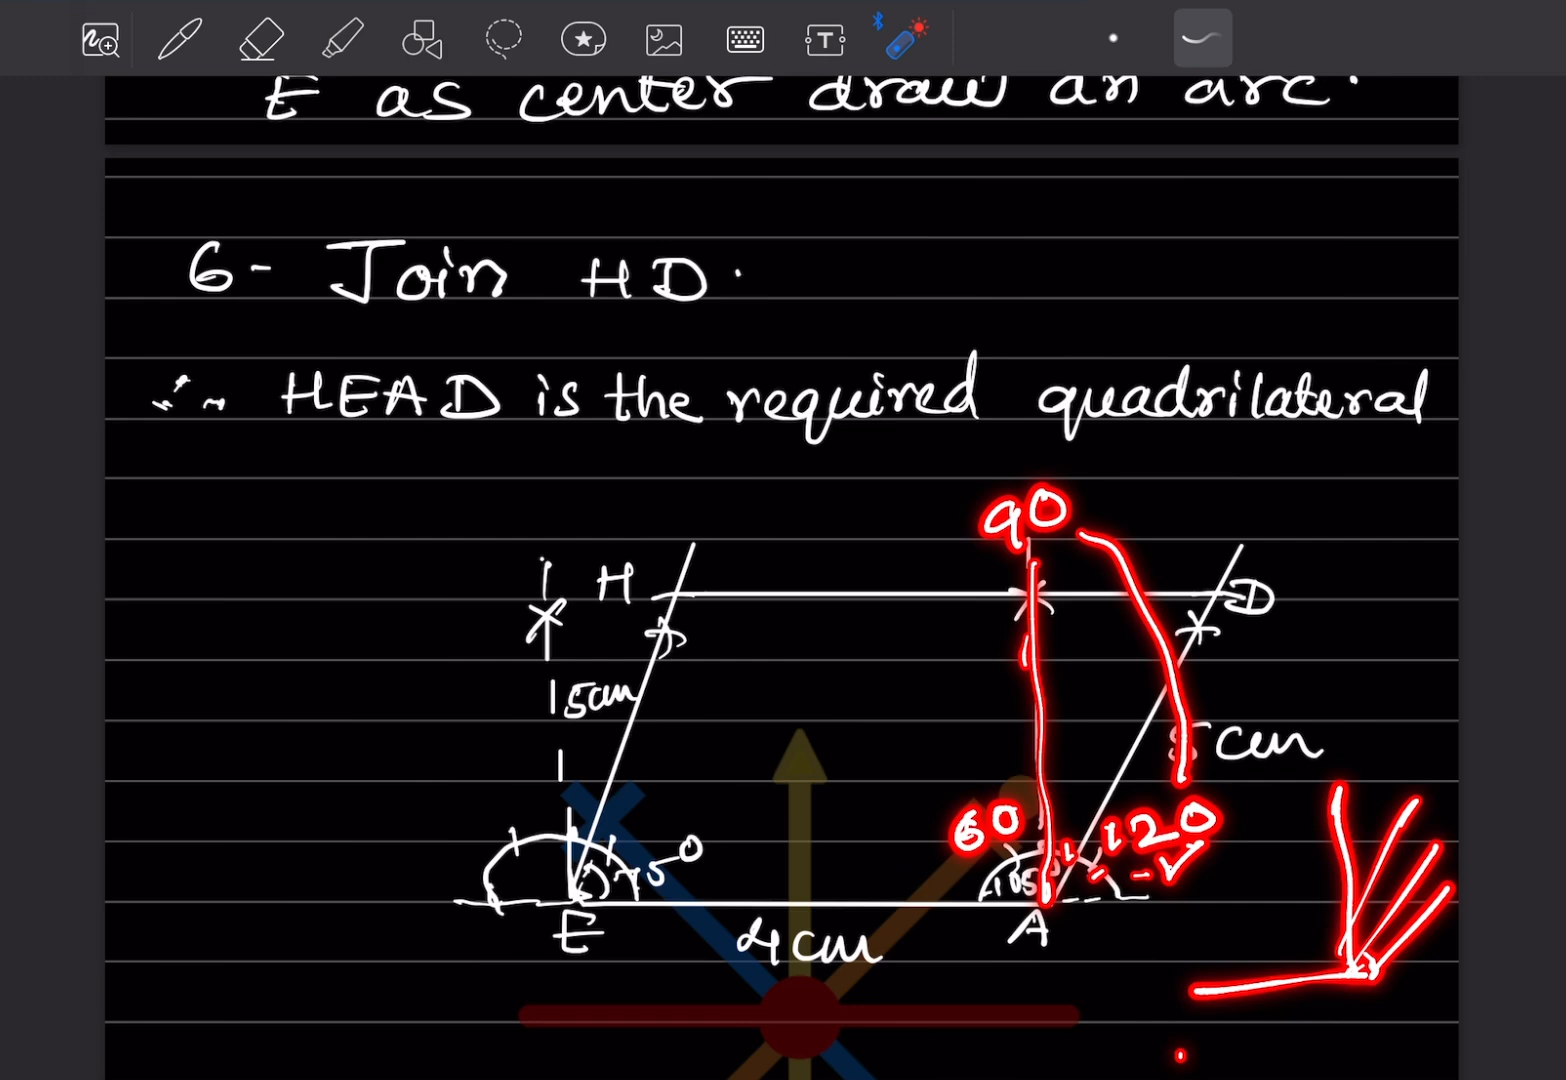 E as center draw an arc.
6- Join HD.
∴ HEAD is the required quadrilateral
90
H
D
5cm
5 cm
60
120
75°
105
E
A
4cm